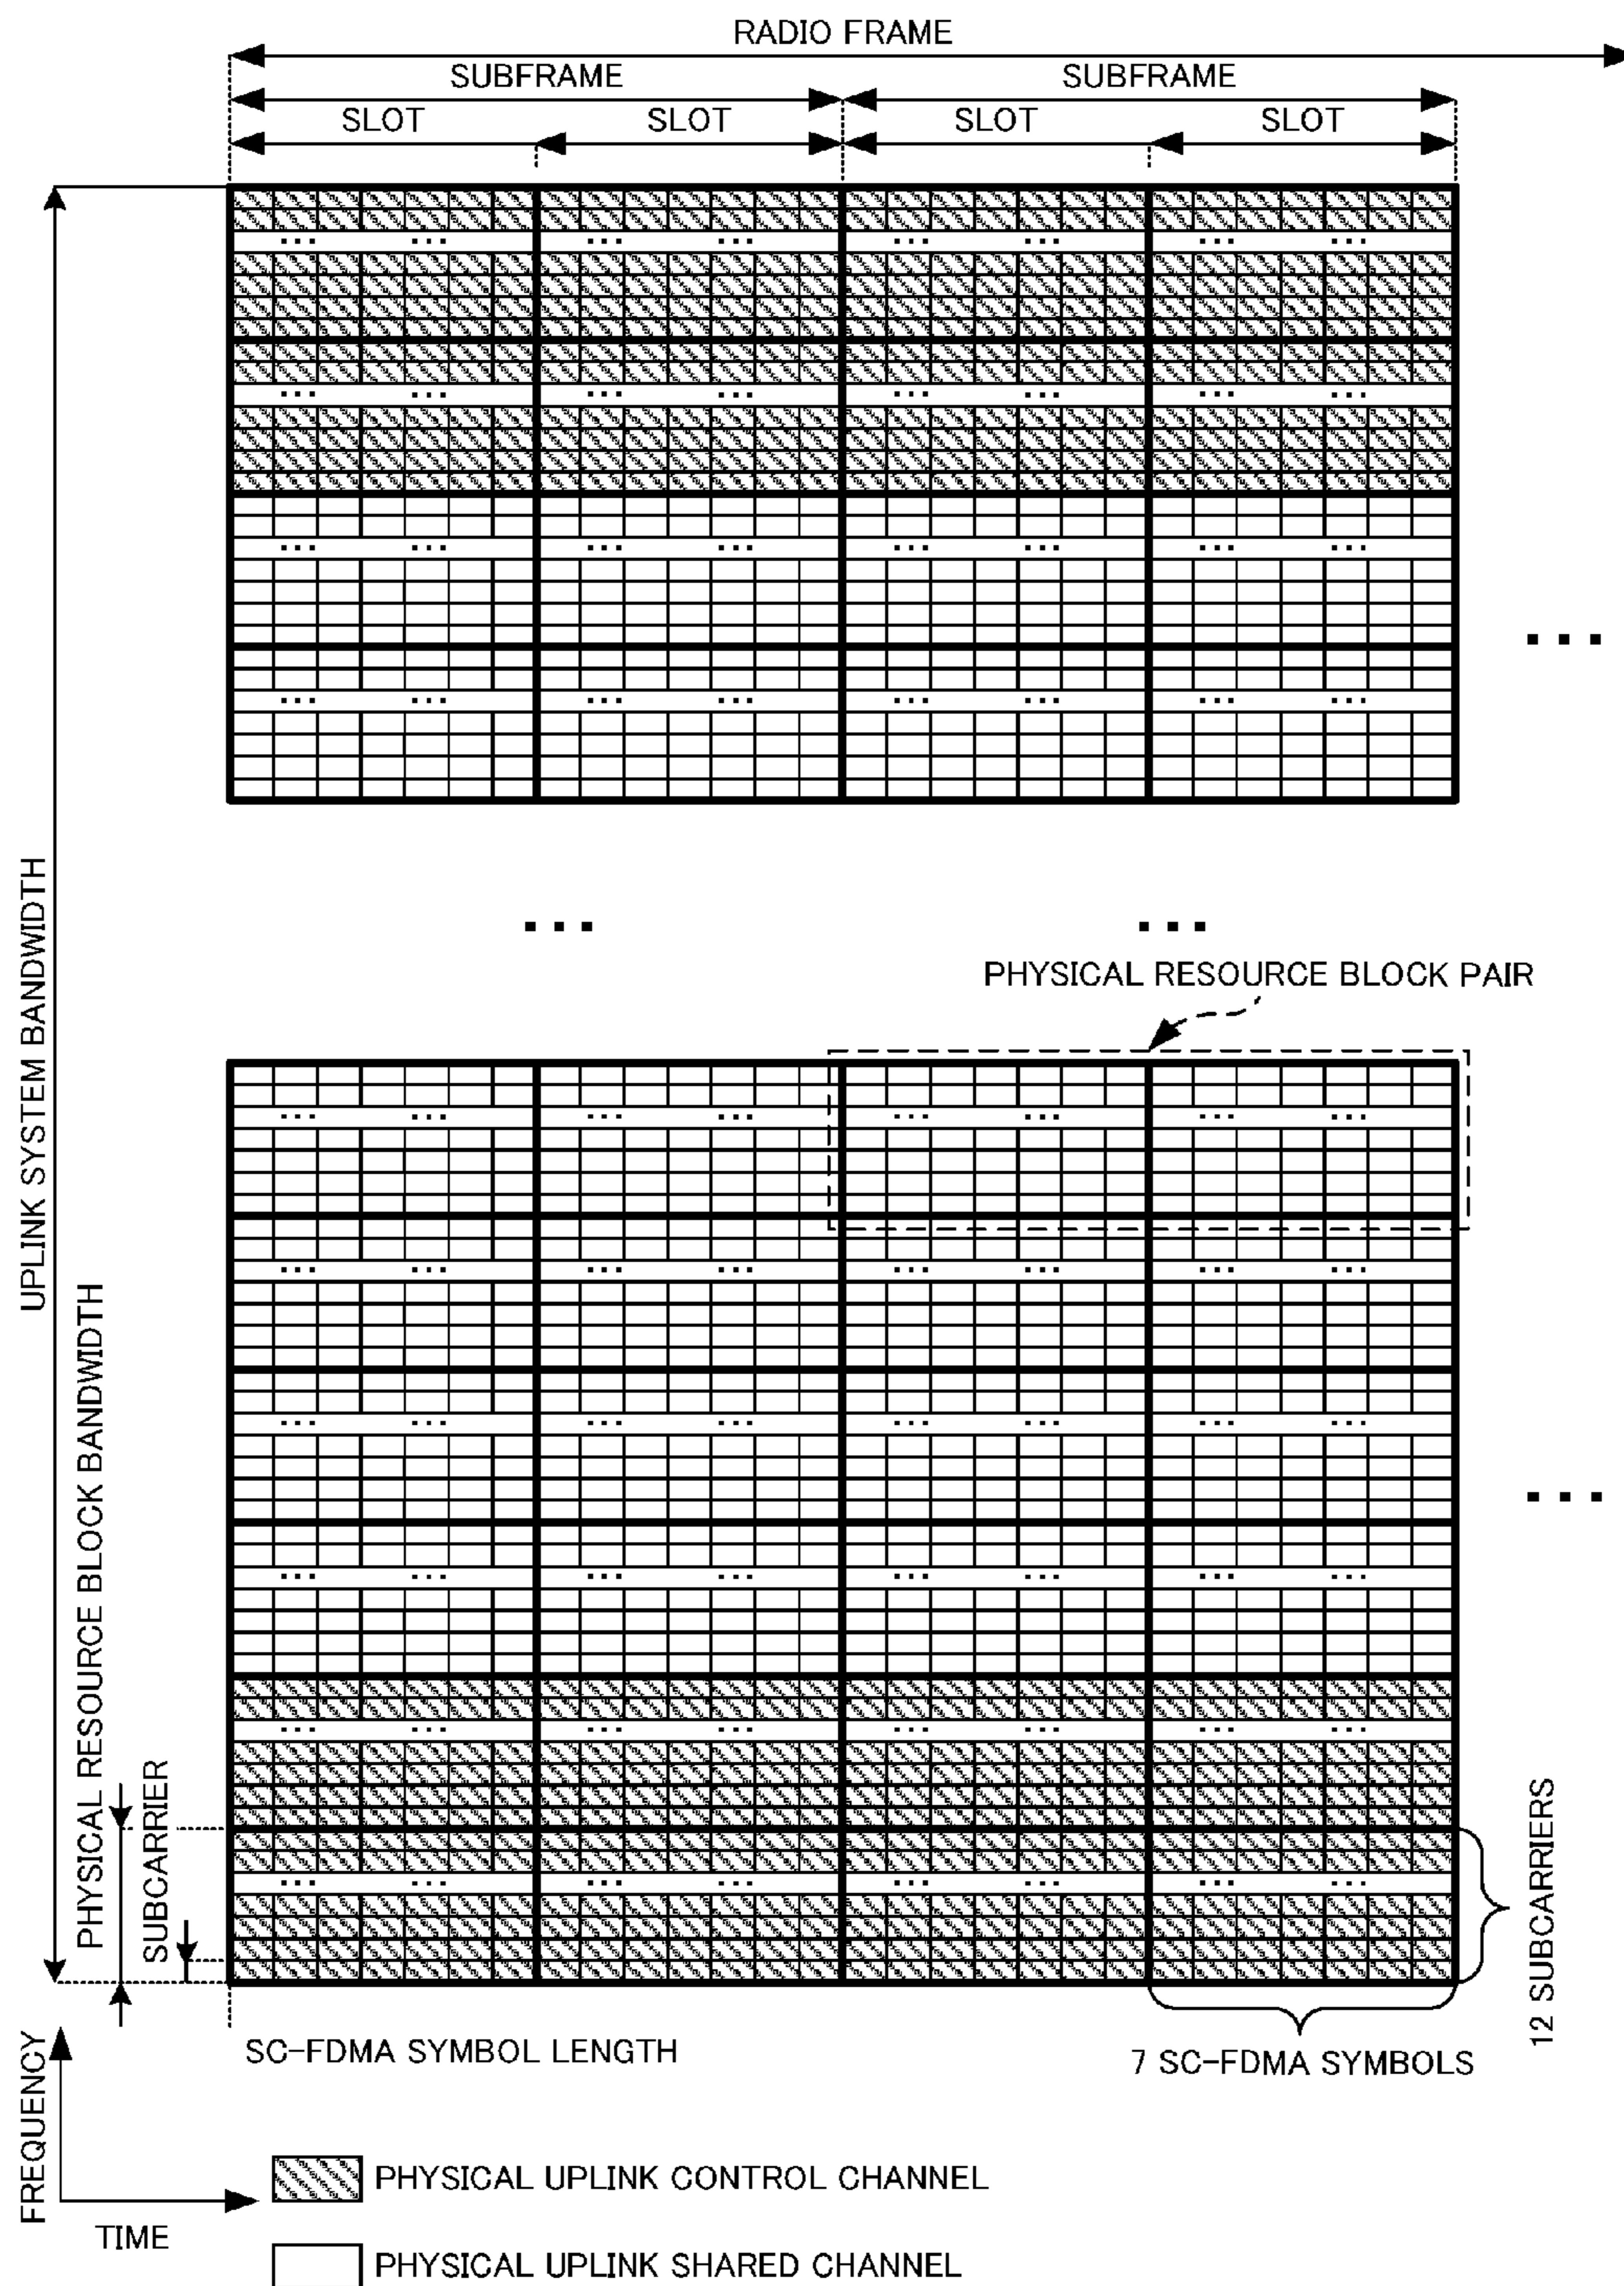 RADIO FRAME
SUBFRAME SUBFRAME
SLOT SLOT SLOT SLOT
UPLINK SYSTEM BANDWIDTH
PHYSICAL RESOURCE BLOCK PAIR
PHYSICAL RESOURCE BLOCK BANDWIDTH
SUBCARRIER
12 SUBCARRIERS
SC-FDMA SYMBOL LENGTH
7 SC-FDMA SYMBOLS
FREQUENCY
TIME
PHYSICAL UPLINK CONTROL CHANNEL
PHYSICAL UPLINK SHARED CHANNEL